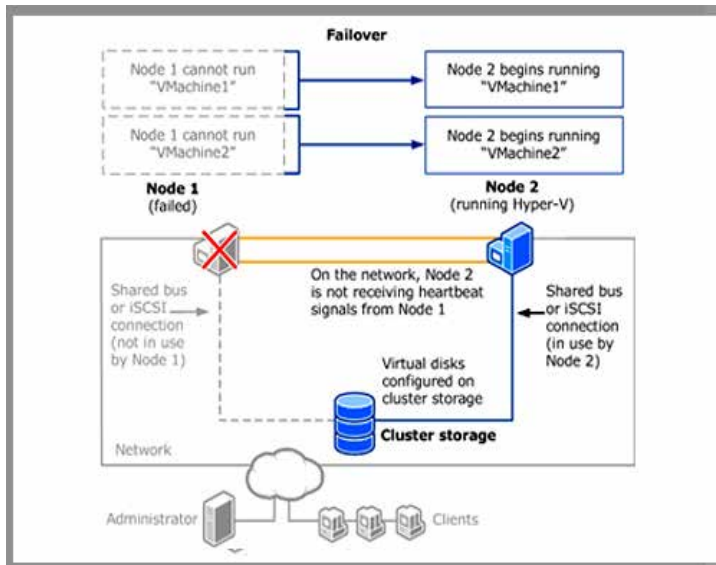 Failover
Node 1 cannot run
"VMachine1"
Node 2 begins running
"VMachine1"
Node 1 cannot run
"VMachine2"
Node 2 begins running
"VMachine2"
Node 1
(failed)
Node 2
(running Hyper-V)
On the network, Node 2
is not receiving heartbeat
signals from Node 1
Shared bus
or iSCSI
connection
(not in use
by Node 1)
Shared bus
or iSCSI
connection
(in use by
Node 2)
Virtual disks
configured on
cluster storage
Cluster storage
Network
Administrator
Clients